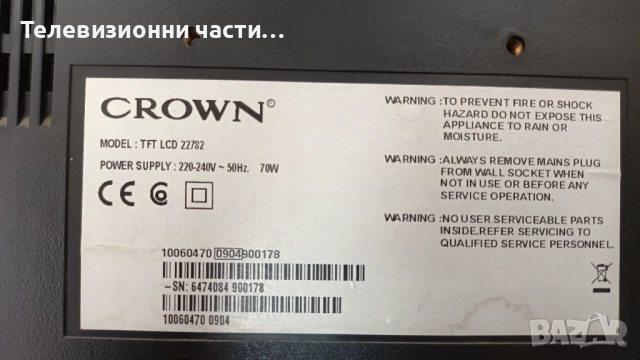 Телевизионни части…
CROWN©
MODEL : TFT LCD 22782
POWER SUPPLY : 220-240V ~ 50Hz. 70W
CE
10060470 0904 900178
-SN: 6474084 900178
10060470 0904
WARNING :TO PREVENT FIRE OR SHOCK
HAZARD DO NOT EXPOSE THIS
APPLIANCE TO RAIN OR
MOISTURE.
WARNING :ALWAYS REMOVE MAINS PLUG
FROM WALL SOCKET WHEN
NOT IN USE OR BEFORE ANY
SERVICE OPERATION.
WARNING :NO USER SERVICEABLE PARTS
INSIDE.REFER SERVICING TO
QUALIFIED SERVICE PERSONNEL.
BAZAR